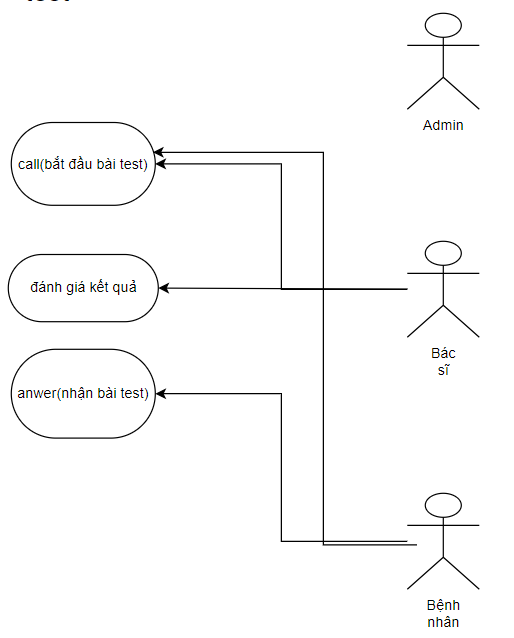 Admin
call(bắt đầu bài test)
đánh giá kết quả
Bác
sĩ
anwer(nhận bài test)
Bệnh
nhân